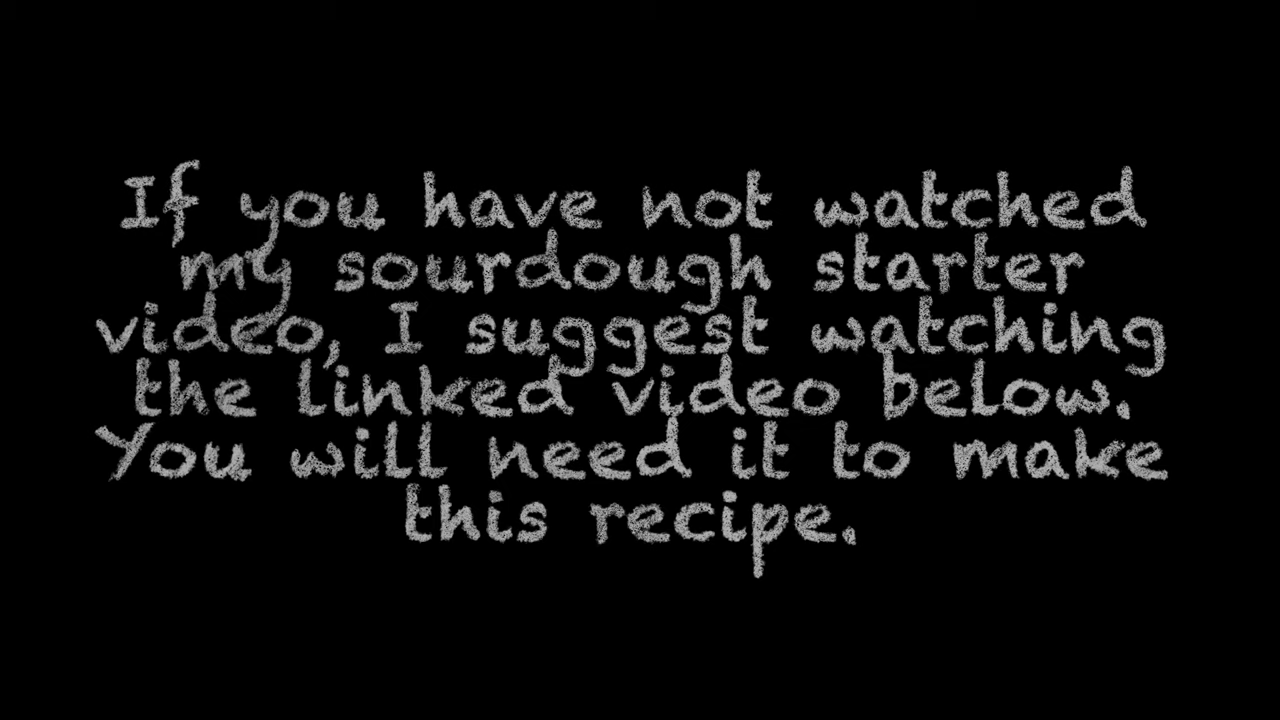 If you have not watched
my sourdough starter
video, I suggest watching
the linked video below.
You will need it to make
this recipe.